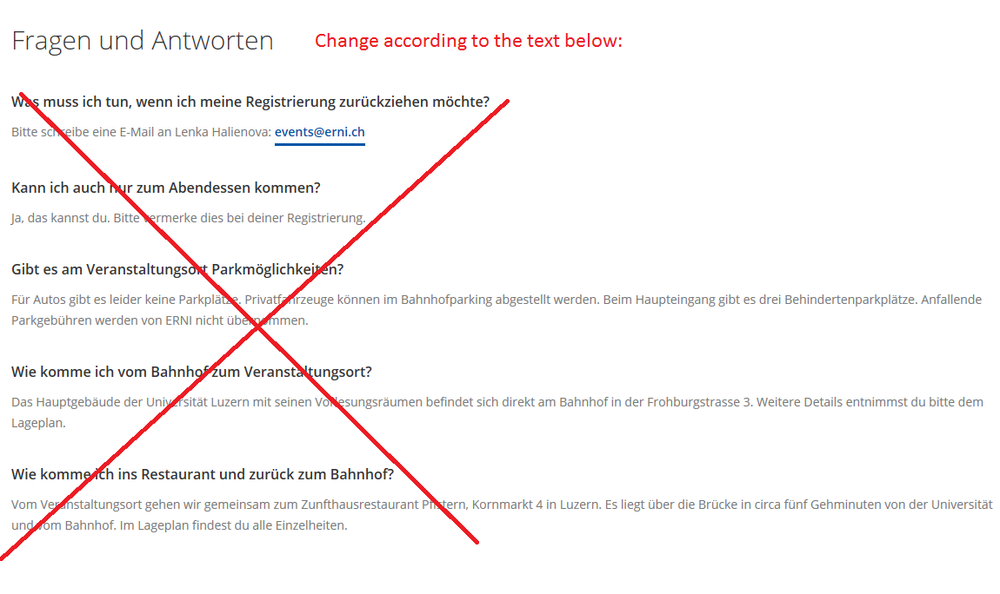 Fragen und Antworten
Change according to the text below:
Was muss ich tun, wenn ich meine Registrierung zurückziehen möchte?
Bitte schreibe eine E-Mail an Lenka Halienova: events@erni.ch
Kann ich auch nur zum Abendessen kommen?
Ja, das kannst du. Bitte vermerke dies bei deiner Registrierung.
Gibt es am Veranstaltungsort Parkmöglichkeiten?
Für Autos gibt es leider keine Parkplätze. Privatfahrzeuge können im Bahnhofparking abgestellt werden. Beim Haupteingang gibt es drei Behindertenparkplätze. Anfallende
Parkgebühren werden von ERNI nicht übernommen.
Wie komme ich vom Bahnhof zum Veranstaltungsort?
Das Hauptgebäude der Universität Luzern mit seinen Vorlesungsräumen befindet sich direkt am Bahnhof in der Frohburgstrasse 3. Weitere Details entnimmst du bitte dem
Lageplan.
Wie komme ich ins Restaurant und zurück zum Bahnhof?
Vom Veranstaltungsort gehen wir gemeinsam zum Zunfthausrestaurant Pfistern, Kornmarkt 4 in Luzern. Es liegt über die Brücke in circa fünf Gehminuten von der Universität
und vom Bahnhof. Im Lageplan findest du alle Einzelheiten.